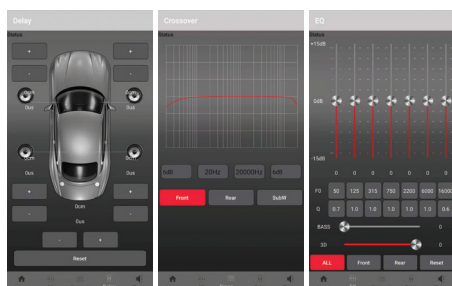 Delay
Status
+ +
- -
0cm 0cm
0us 0us
0cm 0cm
0us 0us
+ +
0cm
- -
0us
- +
Reset
Crossover
Status
0dB 20Hz 20000Hz 0dB
Front Rear SubW
EQ
Status
+15dB
0dB
-15dB
0 0 0 0 0 0 0
F0 50 125 315 750 2200 6000 16000
Q 0.7 1.0 1.0 1.0 1.0 1.0 0.6
BASS 0
3D 0
ALL Front Rear Reset